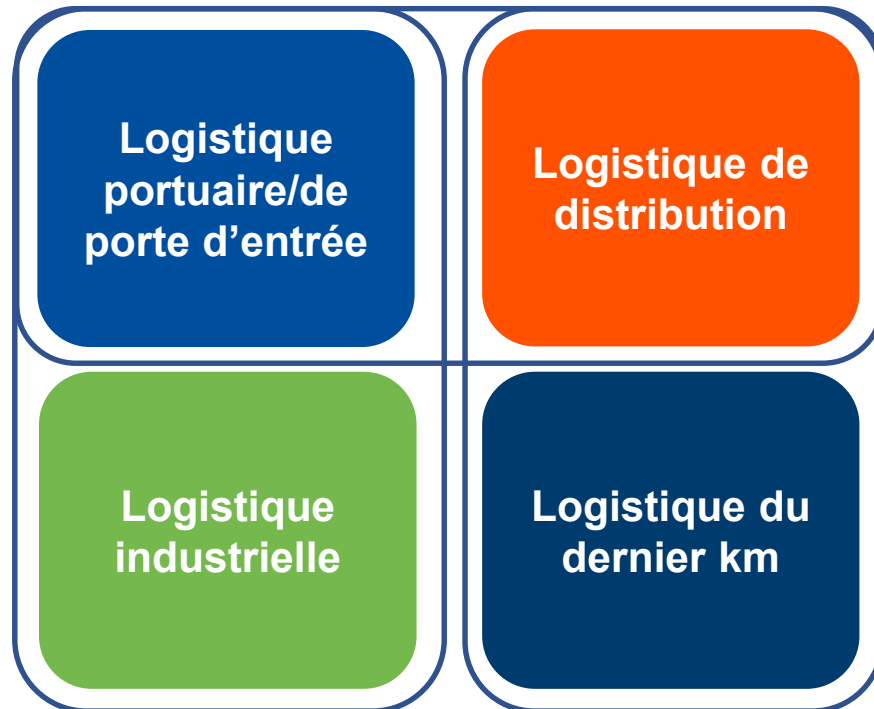 Logistique
portuaire/de
porte d’entrée
Logistique de
distribution
Logistique
industrielle
Logistique du
dernier km